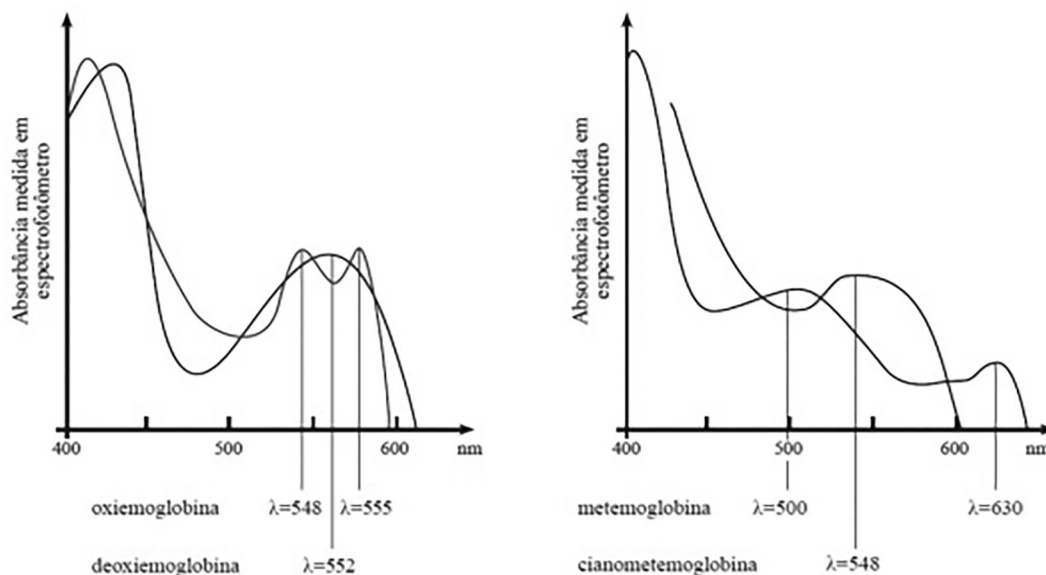 Absorbância medida em
espectrofotômetro
400
500
600
nm
oxiemoglobina
λ=548
λ=555
deoxiemoglobina
λ=552
Absorbância medida em
espectrofotômetro
400
500
600
nm
metemoglobina
λ=500
λ=630
cianometemoglobina
λ=548